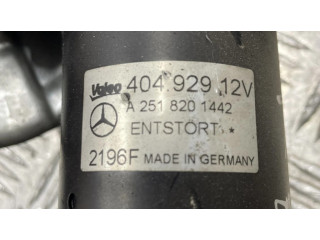 Valeo 404.929.12V
A 251 820 1442
ENTSTÖRT *
2196F MADE IN GERMANY